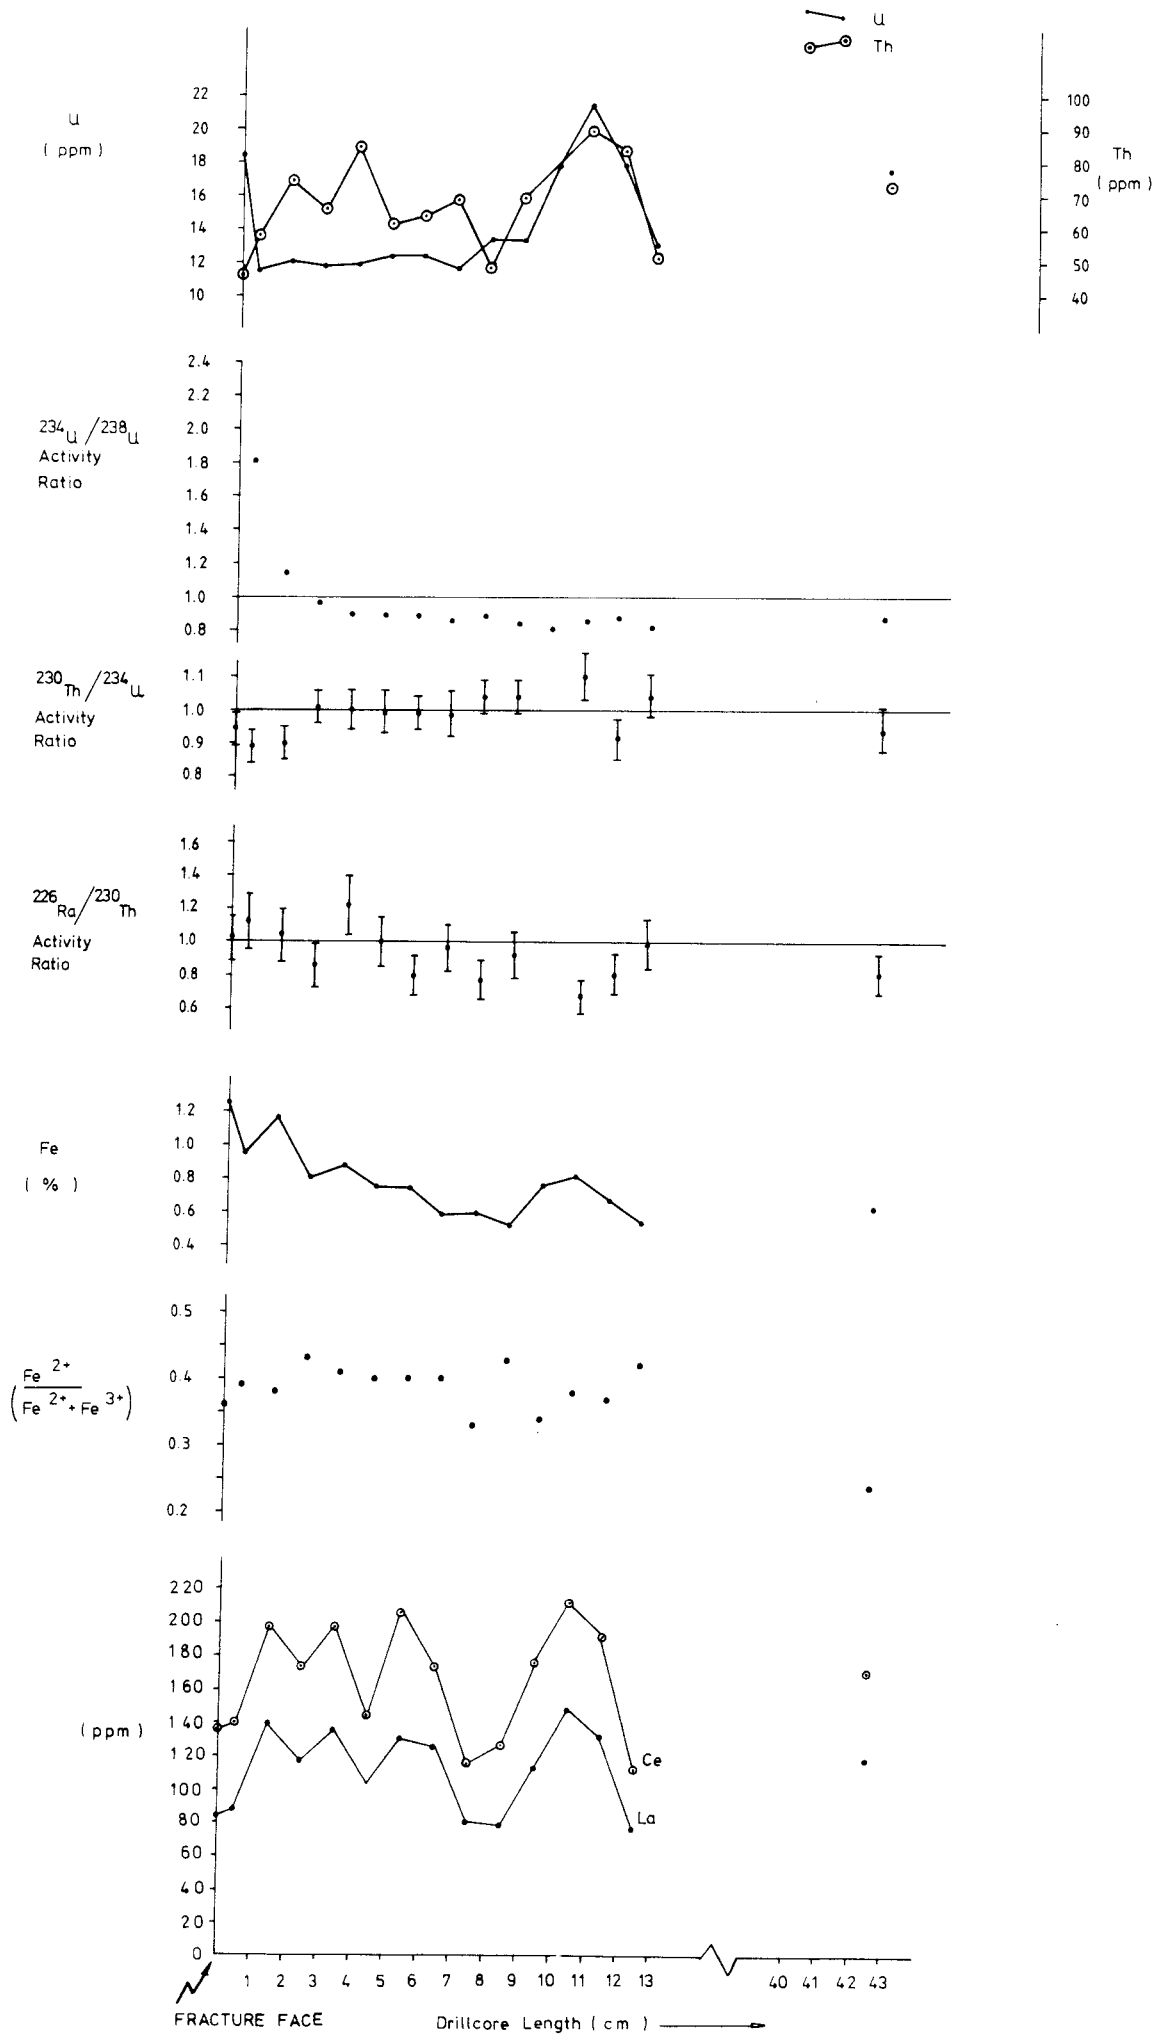 U
Th
U
( ppm )
22
20
18
16
14
12
10
100
90
80
70
60
50
40
Th
( ppm )
234U / 238U
Activity
Ratio
2.4
2.2
2.0
1.8
1.6
1.4
1.2
1.0
0.8
230Th / 234U
Activity
Ratio
1.1
1.0
0.9
0.8
226Ra / 230Th
Activity
Ratio
1.6
1.4
1.2
1.0
0.8
0.6
Fe
( % )
1.2
1.0
0.8
0.6
0.4
Fe 2+
( Fe 2+ + Fe 3+ )
0.5
0.4
0.3
0.2
( ppm )
220
200
180
160
140
120
100
80
60
40
20
0
Ce
La
1 2 3 4 5 6 7 8 9 10 11 12 13 40 41 42 43
FRACTURE FACE
Drillcore Length ( cm )